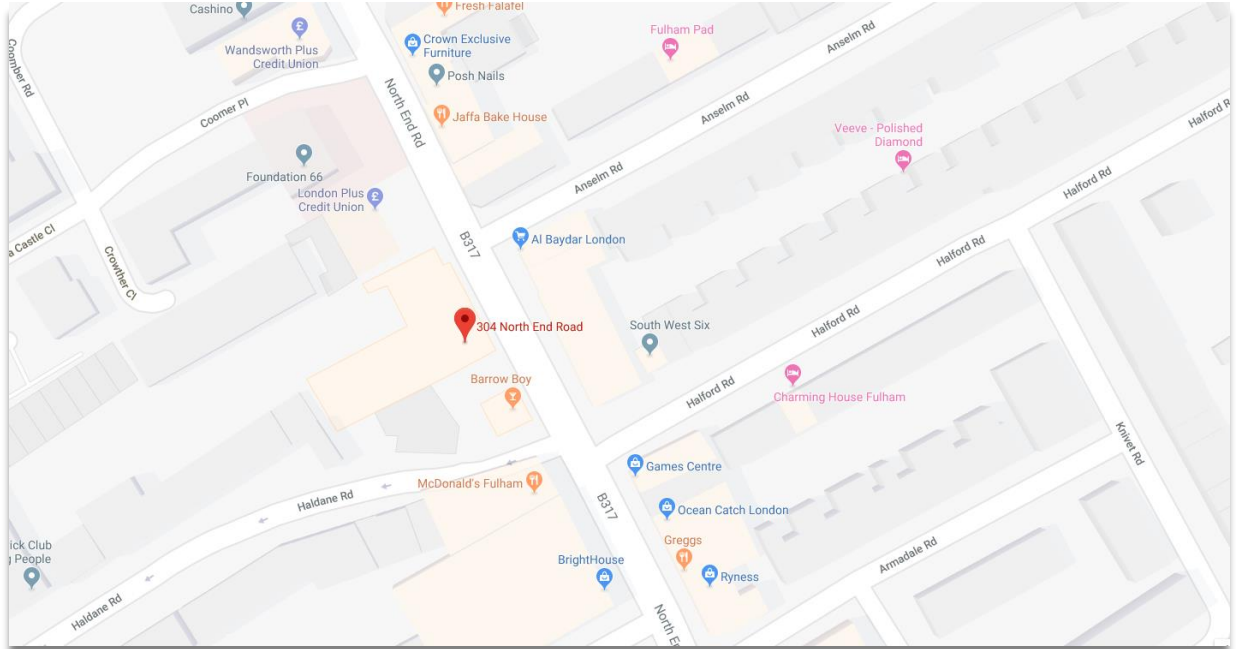 Cashino
Fresh Falafel
Wandsworth Plus
Credit Union
Crown Exclusive
Furniture
Fulham Pad
Anselm Rd
Coomber Rd
Posh Nails
North End Rd
Coomer Pl
Jaffa Bake House
Anselm Rd
Veeve - Polished
Diamond
Halford R
Foundation 66
Anselm Rd
London Plus
Credit Union
Halford Rd
a Castle Cl
B317
Al Baydar London
Halford Rd
Crowther Cl
304 North End Road
South West Six
Halford Rd
Barrow Boy
Halford Rd
Charming House Fulham
Knivet Rd
Games Centre
McDonald's Fulham
Haldane Rd
B317
Ocean Catch London
ick Club
g People
Greggs
BrightHouse
Ryness
Armadale Rd
Haldane Rd
North E